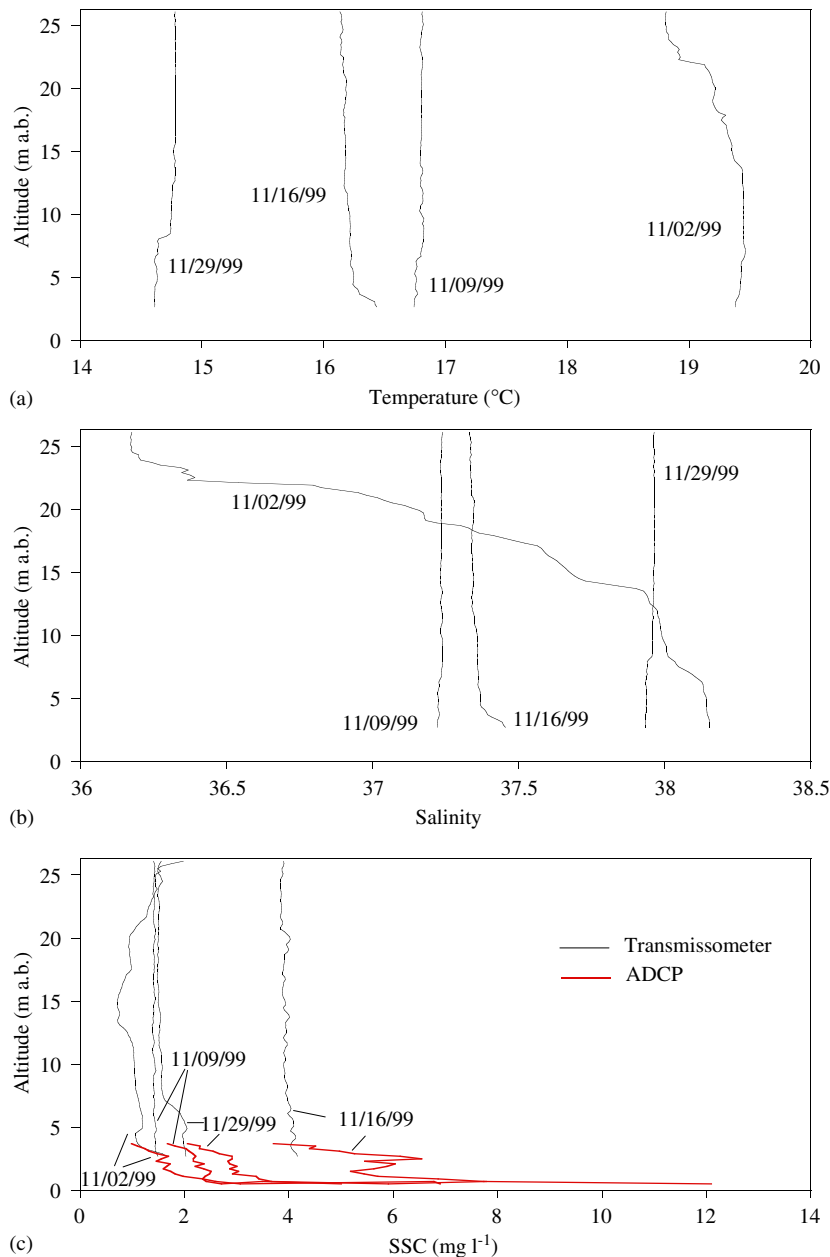 25
20
15
10
5
0
Altitude (m a.b.)
11/16/99
11/29/99
11/09/99
11/02/99
14 15 16 17 18 19 20
(a) Temperature (°C)
25
20
15
10
5
0
Altitude (m a.b.)
11/02/99
11/29/99
11/09/99
11/16/99
36 36.5 37 37.5 38 38.5
(b) Salinity
25
20
15
10
5
0
Altitude (m a.b.)
Transmissometer
ADCP
11/09/99
11/29/99
11/16/99
11/02/99
0 2 4 6 8 10 12 14
(c) SSC (mg l⁻¹)